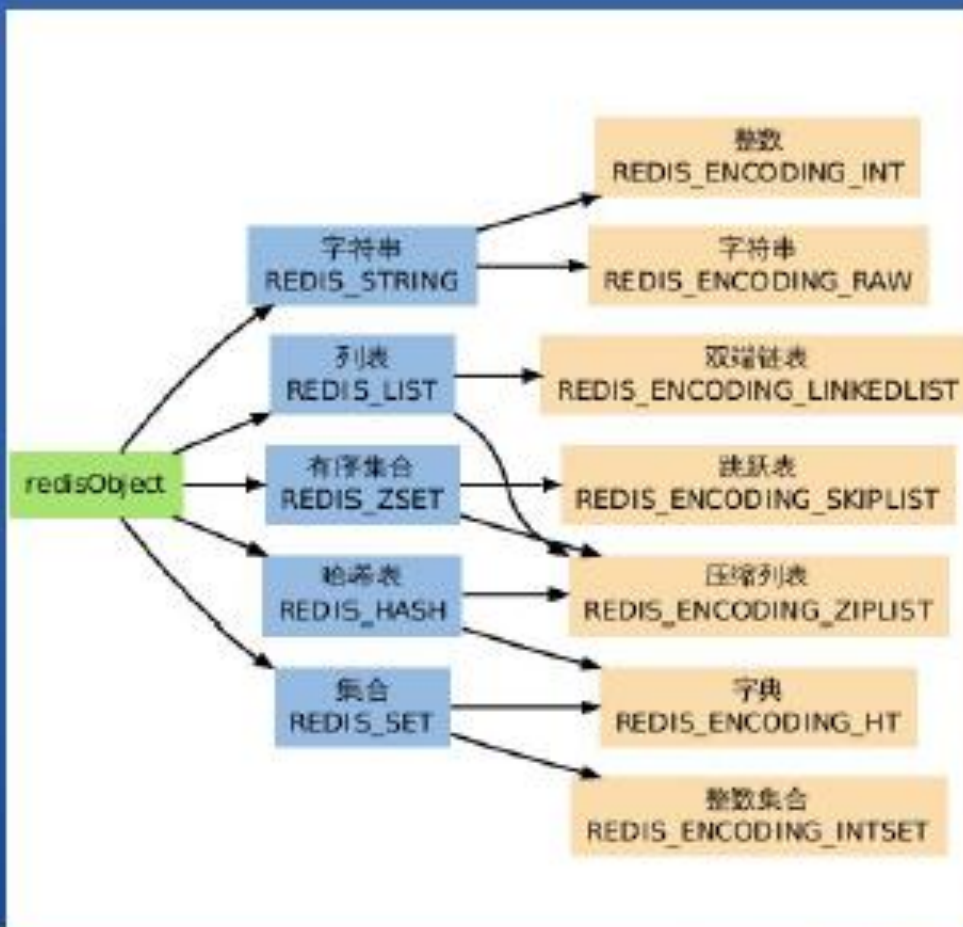 redisObject
字符串
REDIS_STRING
列表
REDIS_LIST
有序集合
REDIS_ZSET
哈希表
REDIS_HASH
集合
REDIS_SET
整数
REDIS_ENCODING_INT
字符串
REDIS_ENCODING_RAW
双端链表
REDIS_ENCODING_LINKEDLIST
跳跃表
REDIS_ENCODING_SKIPLIST
压缩列表
REDIS_ENCODING_ZIPLIST
字典
REDIS_ENCODING_HT
整数集合
REDIS_ENCODING_INTSET